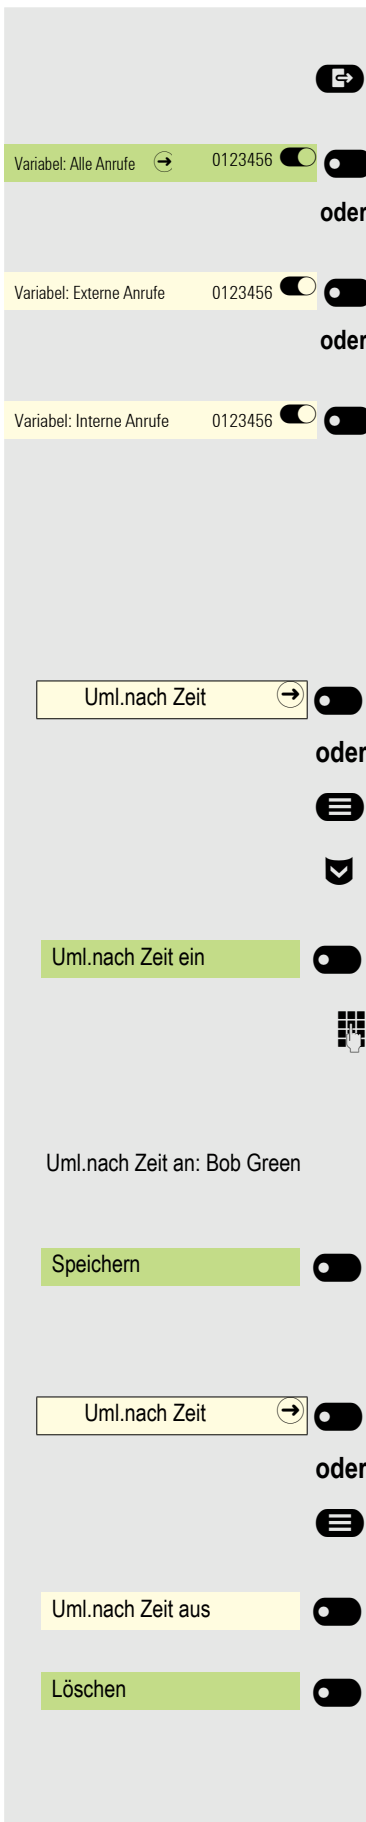 Variabel: Alle Anrufe 0123456
oder
Variabel: Externe Anrufe 0123456
oder
Variabel: Interne Anrufe 0123456
Uml.nach Zeit
oder
Uml.nach Zeit ein
Uml.nach Zeit an: Bob Green
Speichern
Uml.nach Zeit
oder
Uml.nach Zeit aus
Löschen